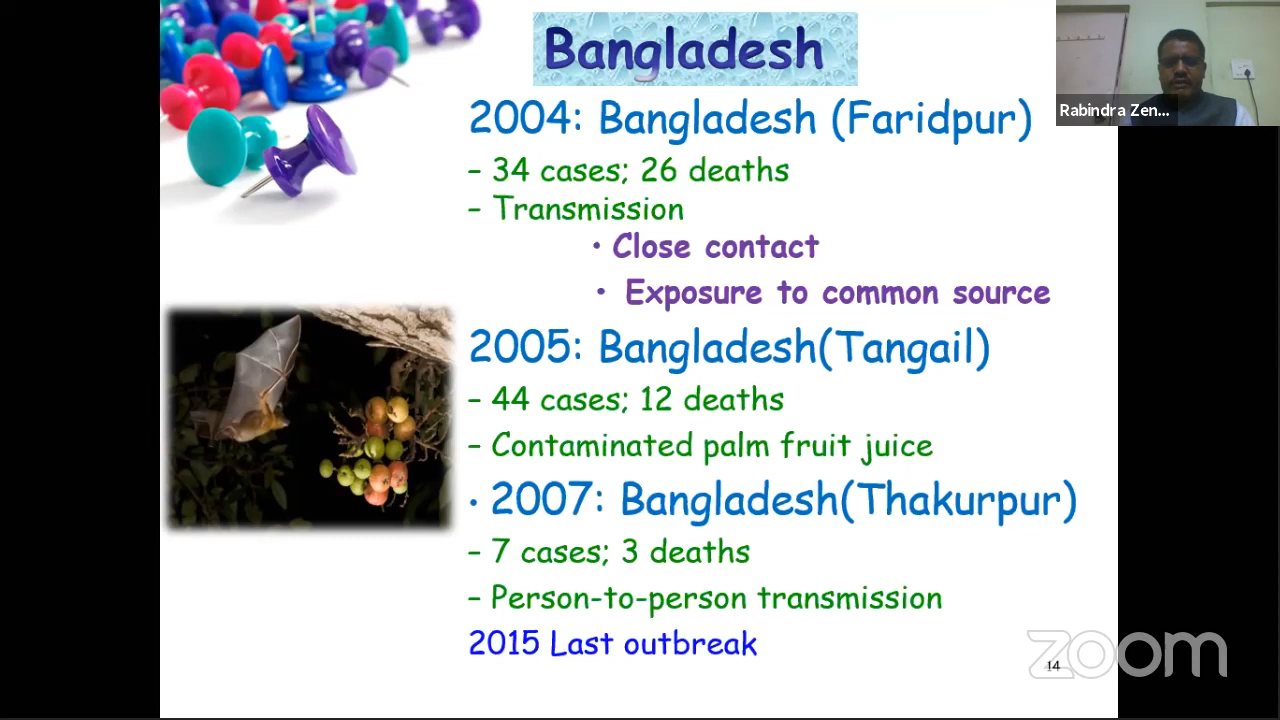 Bangladesh
2004: Bangladesh (Faridpur)
– 34 cases; 26 deaths
– Transmission
• Close contact
• Exposure to common source
2005: Bangladesh(Tangail)
– 44 cases; 12 deaths
– Contaminated palm fruit juice
• 2007: Bangladesh(Thakurpur)
– 7 cases; 3 deaths
– Person-to-person transmission
2015 Last outbreak
14
Rabindra Zen...
zoom